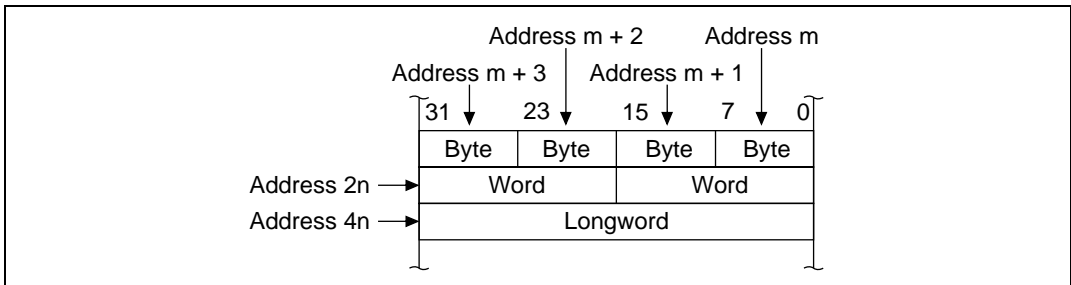 Address m + 2 Address m
Address m + 3 Address m + 1
31 23 15 7 0
Byte Byte Byte Byte
Address 2n Word Word
Address 4n Longword